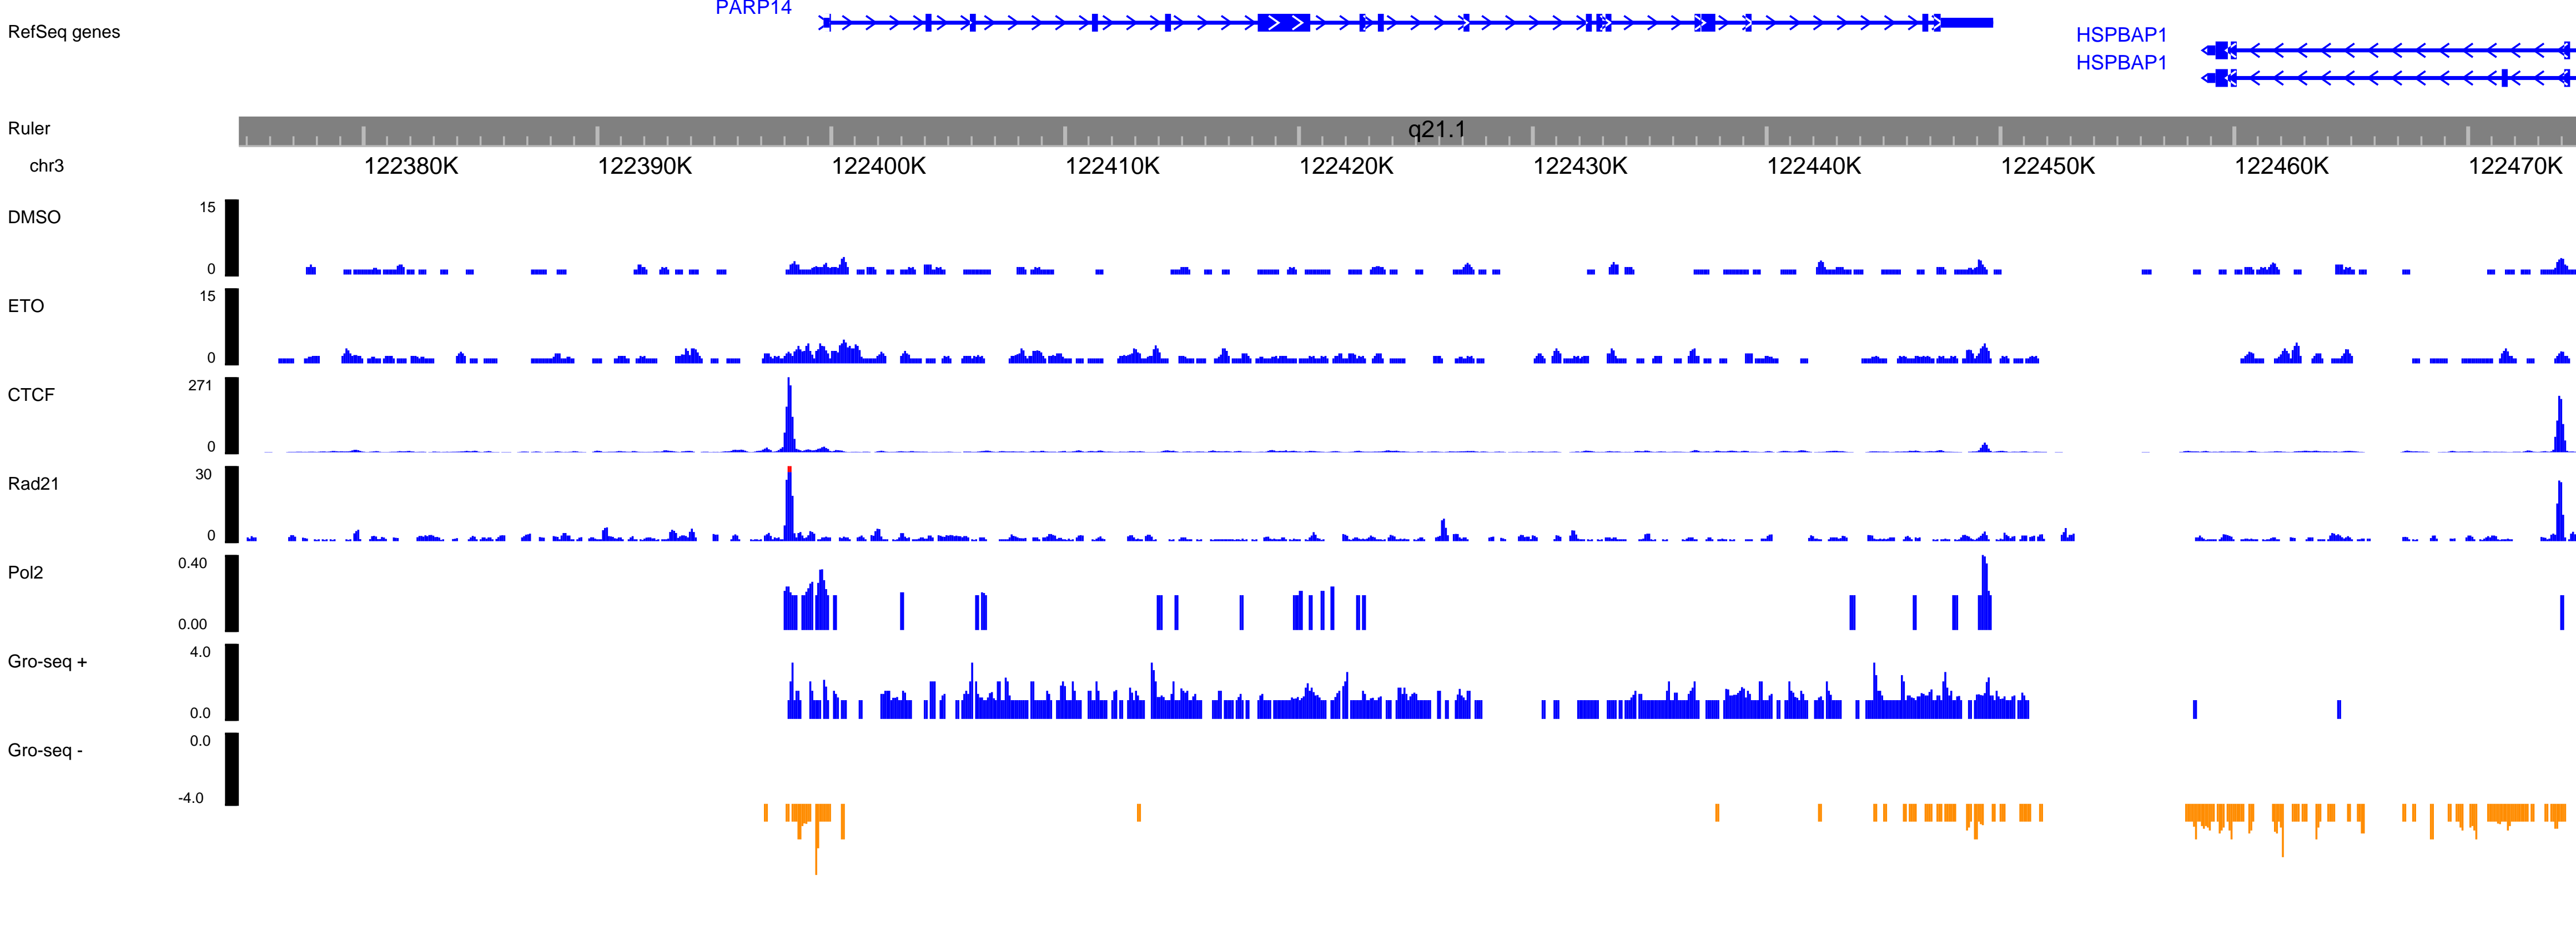 PARP14
RefSeq genes
HSPBAP1
HSPBAP1
Ruler
q21.1
chr3
122380K 122390K 122400K 122410K 122420K 122430K 122440K 122450K 122460K 122470K
15
DMSO
0
15
ETO
0
271
CTCF
0
30
Rad21
0
0.40
Pol2
0.00
4.0
Gro-seq +
0.0
0.0
Gro-seq -
-4.0